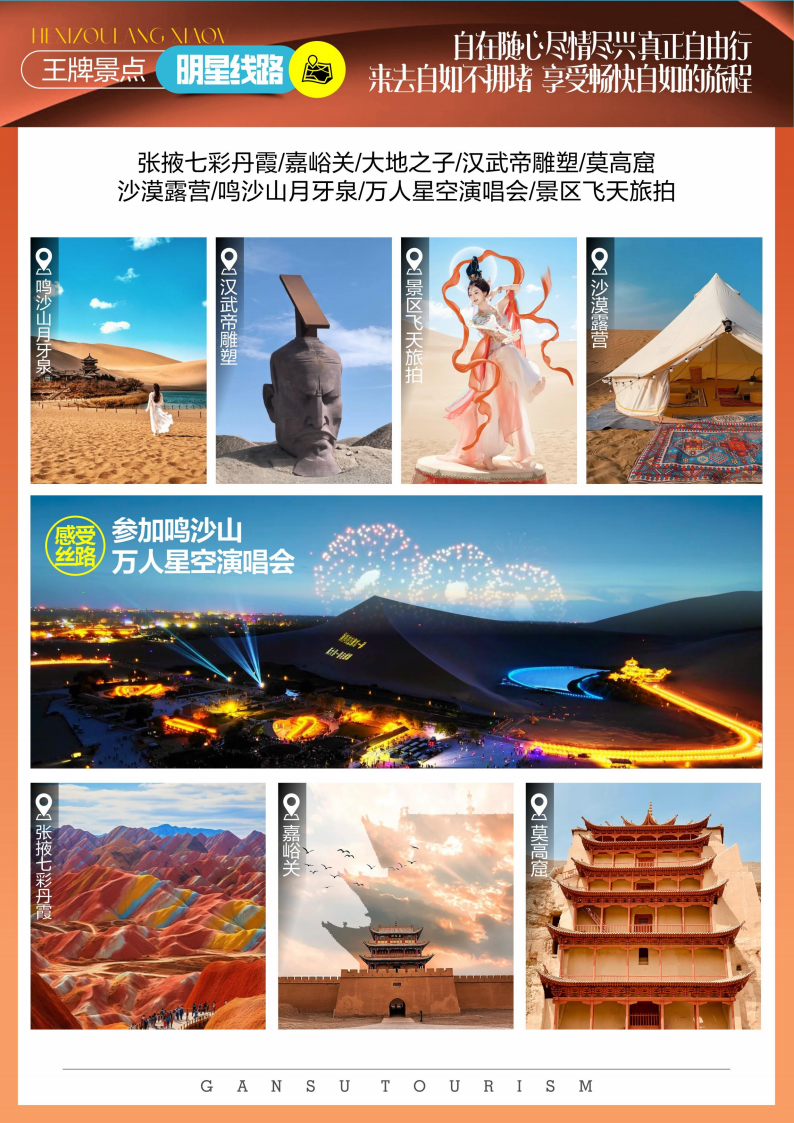 HEXIZOULANG XIAOV
王牌景点
明星线路
自在随心尽情尽兴真正自由行
来去自如不拥堵 享受畅快自如的旅程
张掖七彩丹霞/嘉峪关/大地之子/汉武帝雕塑/莫高窟
沙漠露营/鸣沙山月牙泉/万人星空演唱会/景区飞天旅拍
鸣沙山月牙泉
汉武帝雕塑
景区飞天旅拍
沙漠露营
感受
丝路
参加鸣沙山
万人星空演唱会
张掖七彩丹霞
嘉峪关
莫高窟
GANSUTOURISM